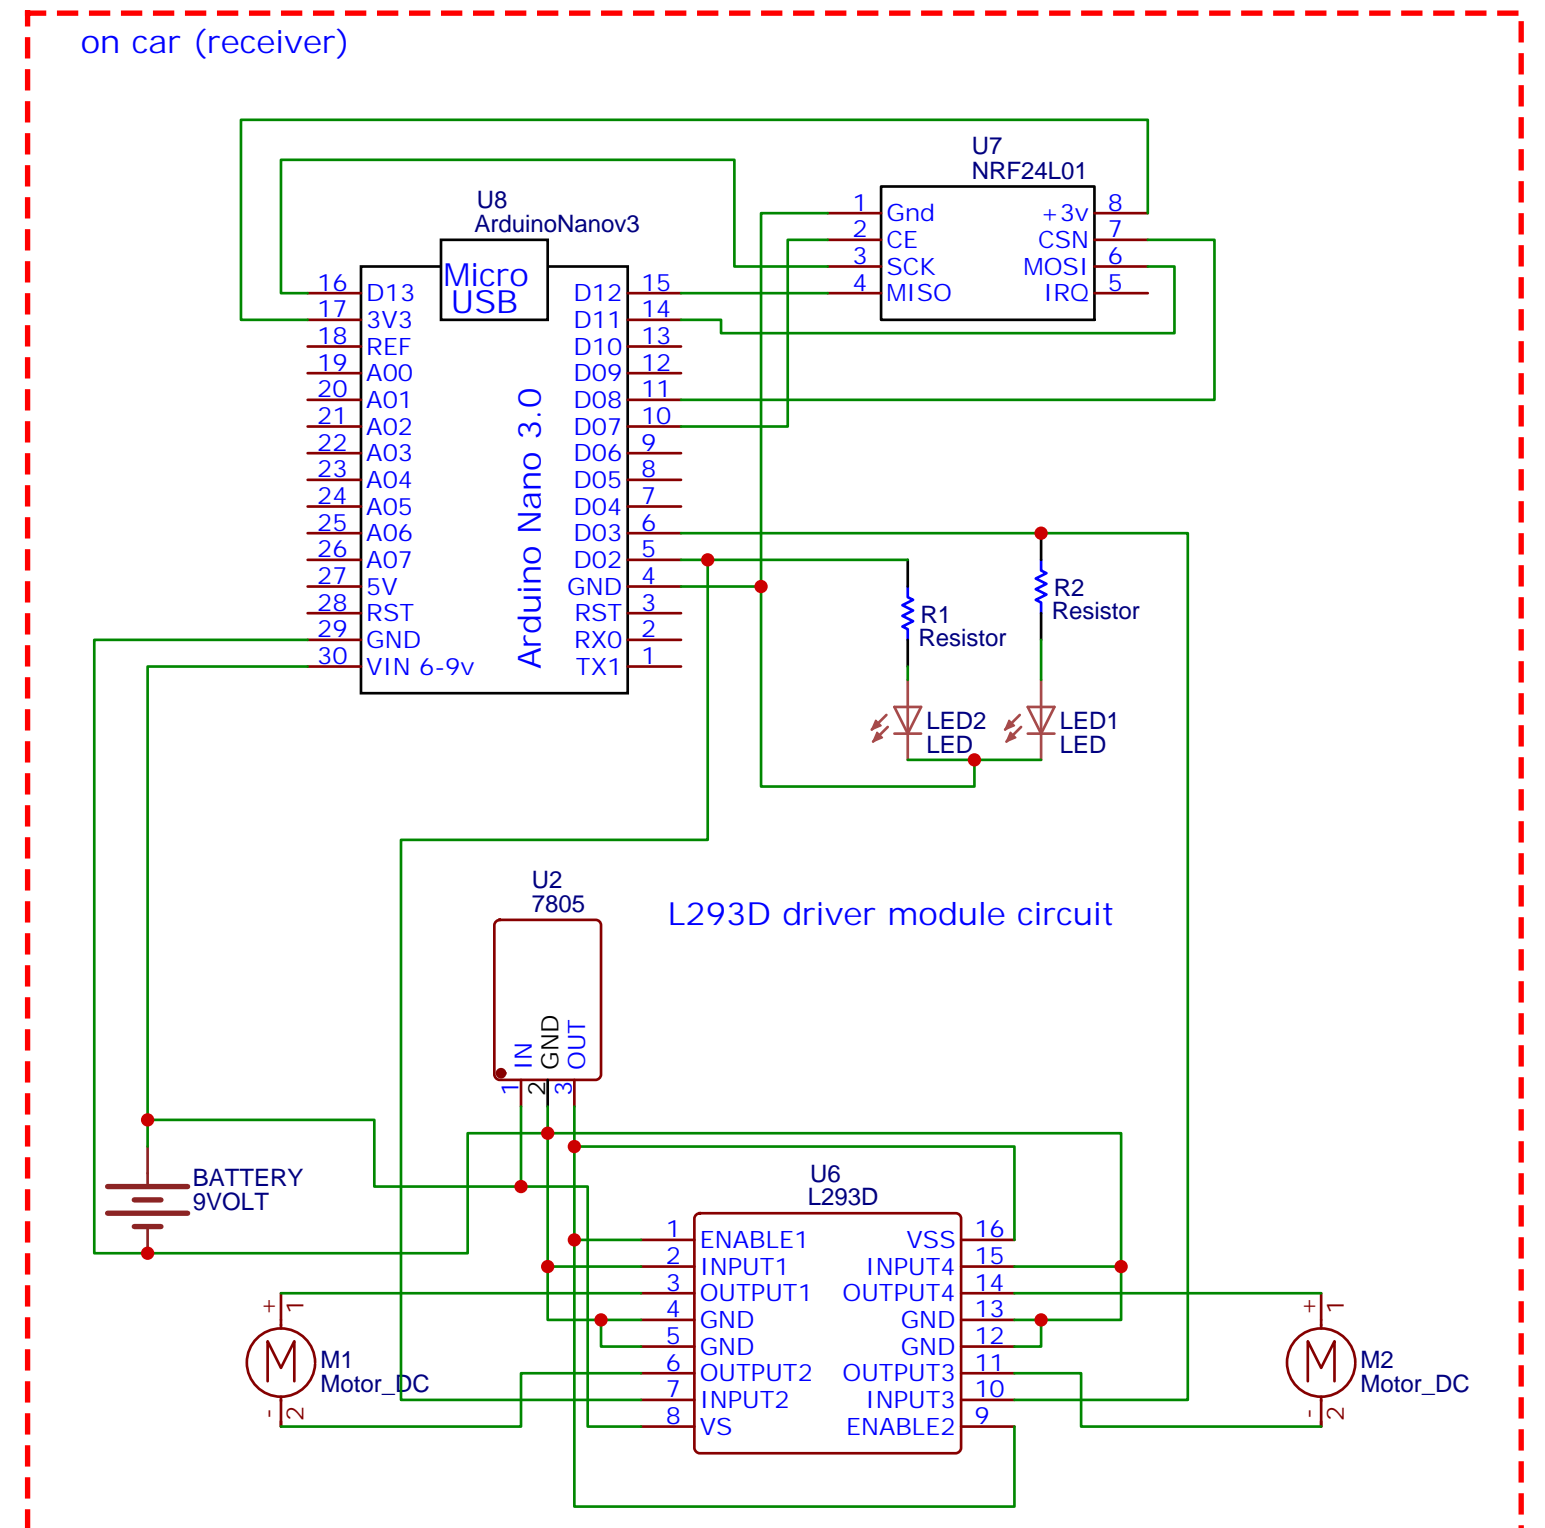 on car (receiver)
U7
NRF24L01
1 Gnd +3v 8
2 CE CSN 7
3 SCK MOSI 6
4 MISO IRQ 5
U8
ArduinoNanov3
Micro
USB
Arduino Nano 3.0
16 D13 D12 15
17 3V3 D11 14
18 REF D10 13
19 A00 D09 12
20 A01 D08 11
21 A02 D07 10
22 A03 D06 9
23 A04 D05 8
24 A05 D04 7
25 A06 D03 6
26 A07 D02 5
27 5V GND 4
28 RST RST 3
29 GND RX0 2
30 VIN 6-9v TX1 1
R1
Resistor
R2
Resistor
LED2
LED
LED1
LED
U2
7805
L293D driver module circuit
IN
GND
OUT
1 2 3
BATTERY
9VOLT
U6
L293D
1 ENABLE1 VSS 16
2 INPUT1 INPUT4 15
3 OUTPUT1 OUTPUT4 14
4 GND GND 13
5 GND GND 12
6 OUTPUT2 OUTPUT3 11
7 INPUT2 INPUT3 10
8 VS ENABLE2 9
+ 1
M
M1
Motor_DC
- 2
+ 1
M
M2
Motor_DC
- 2